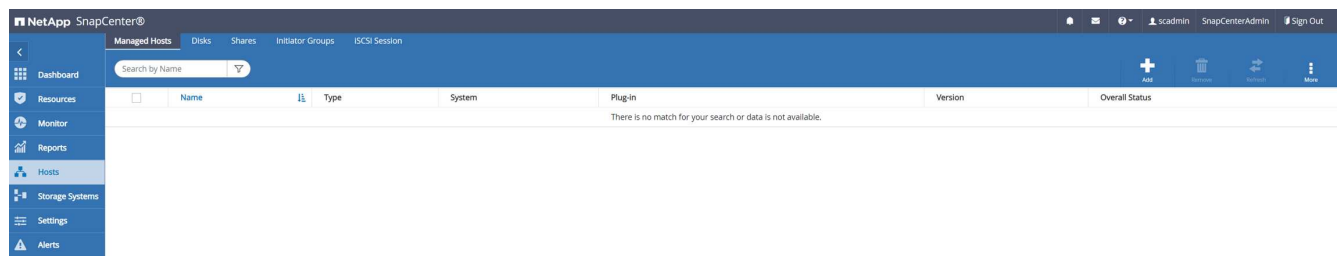 NetApp SnapCenter®
scadmin SnapCenterAdmin Sign Out
Managed Hosts Disks Shares Initiator Groups iSCSI Session
Search by Name
Add Remove Refresh More
Dashboard
Resources
Monitor
Reports
Hosts
Storage Systems
Settings
Alerts
Name Type System Plug-in Version Overall Status
There is no match for your search or data is not available.